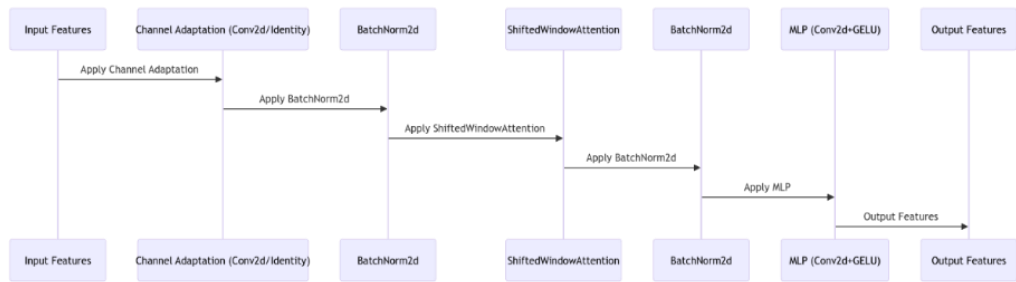 Input Features
Channel Adaptation (Conv2d/Identity)
BatchNorm2d
ShiftedWindowAttention
BatchNorm2d
MLP (Conv2d+GELU)
Output Features
Apply Channel Adaptation
Apply BatchNorm2d
Apply ShiftedWindowAttention
Apply BatchNorm2d
Apply MLP
Output Features
Input Features
Channel Adaptation (Conv2d/Identity)
BatchNorm2d
ShiftedWindowAttention
BatchNorm2d
MLP (Conv2d+GELU)
Output Features